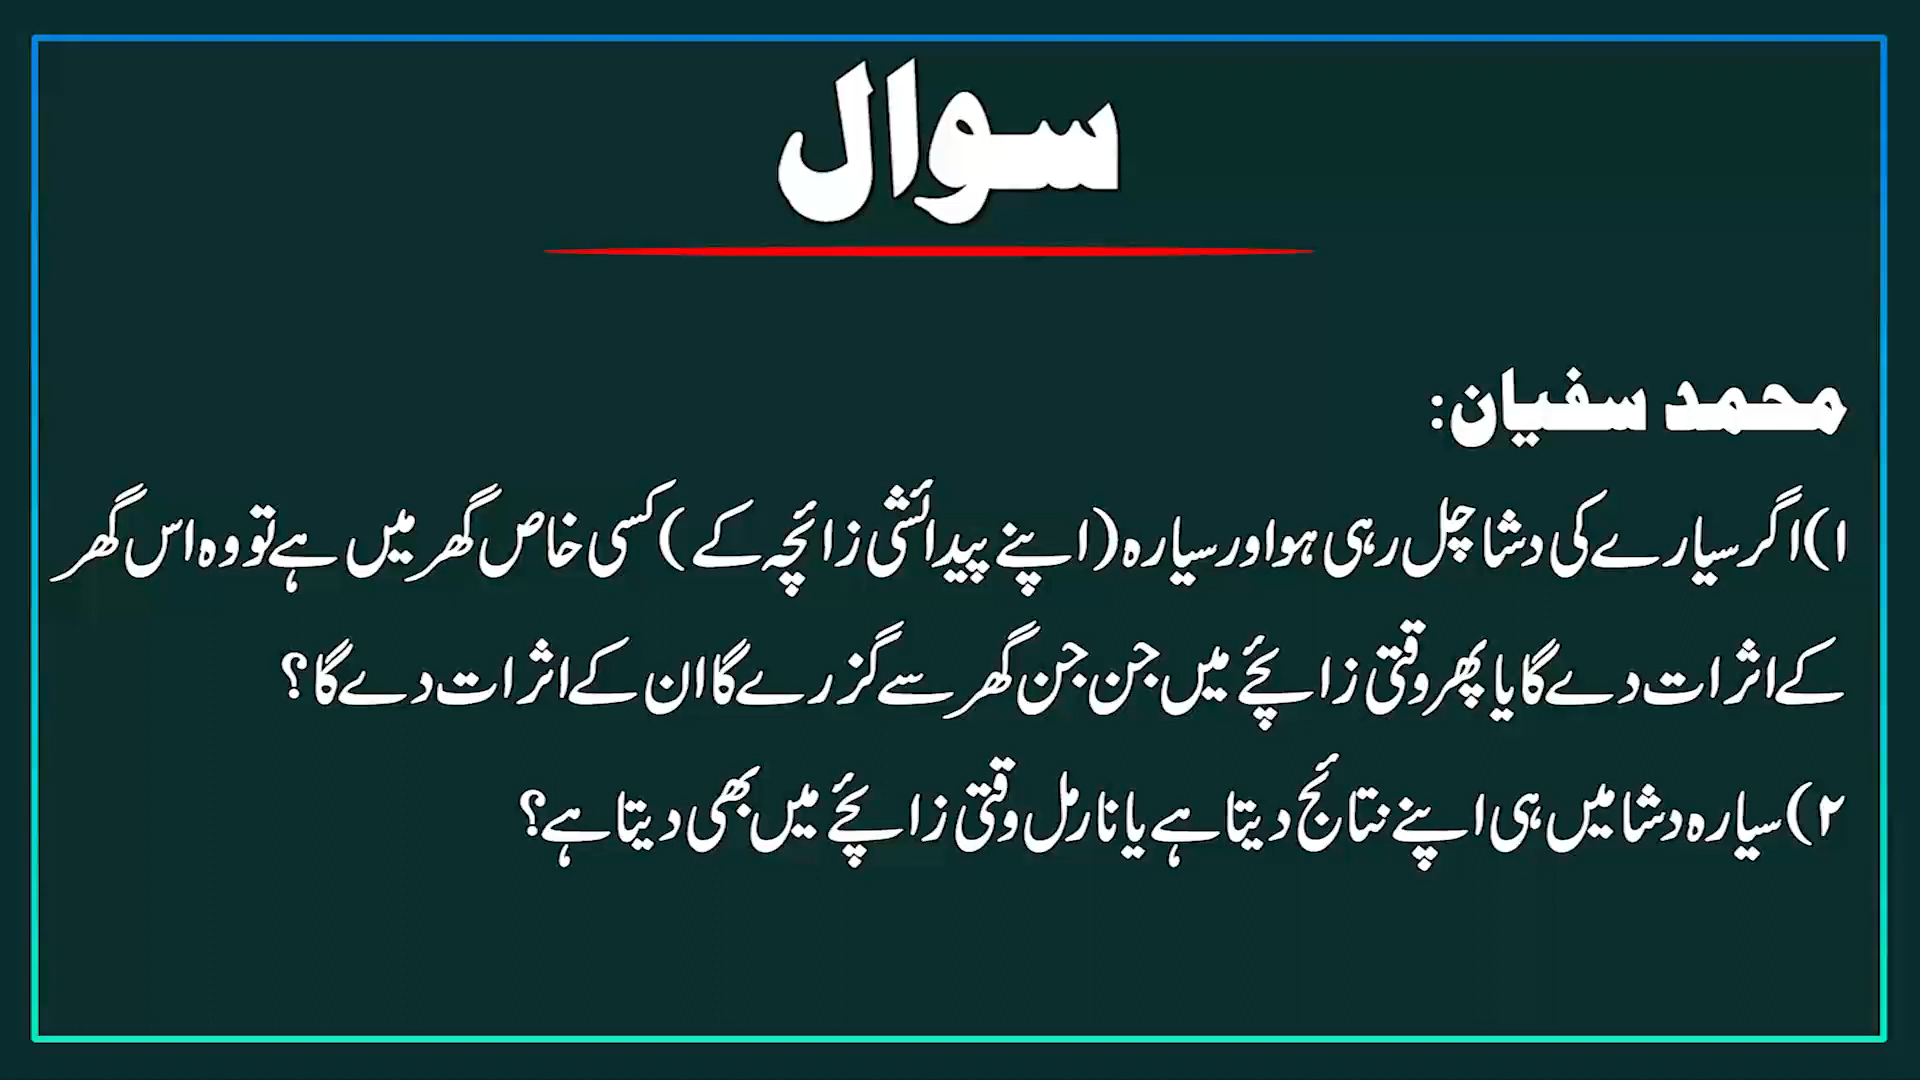 سوال
محمد سفیان:
۱) اگر سیارے کی دشا چل رہی ہو اور سیارہ (اپنے پیدائشی زائچہ کے) کسی خاص گھر میں ہے تو وہ اس گھر
کے اثرات دے گا یا پھر وقتی زائچے میں جن جن گھر سے گزرے گا ان کے اثرات دے گا؟
۲) سیارہ دشا میں ہی اپنے نتائج دیتا ہے یا نارمل وقتی زائچے میں بھی دیتا ہے؟